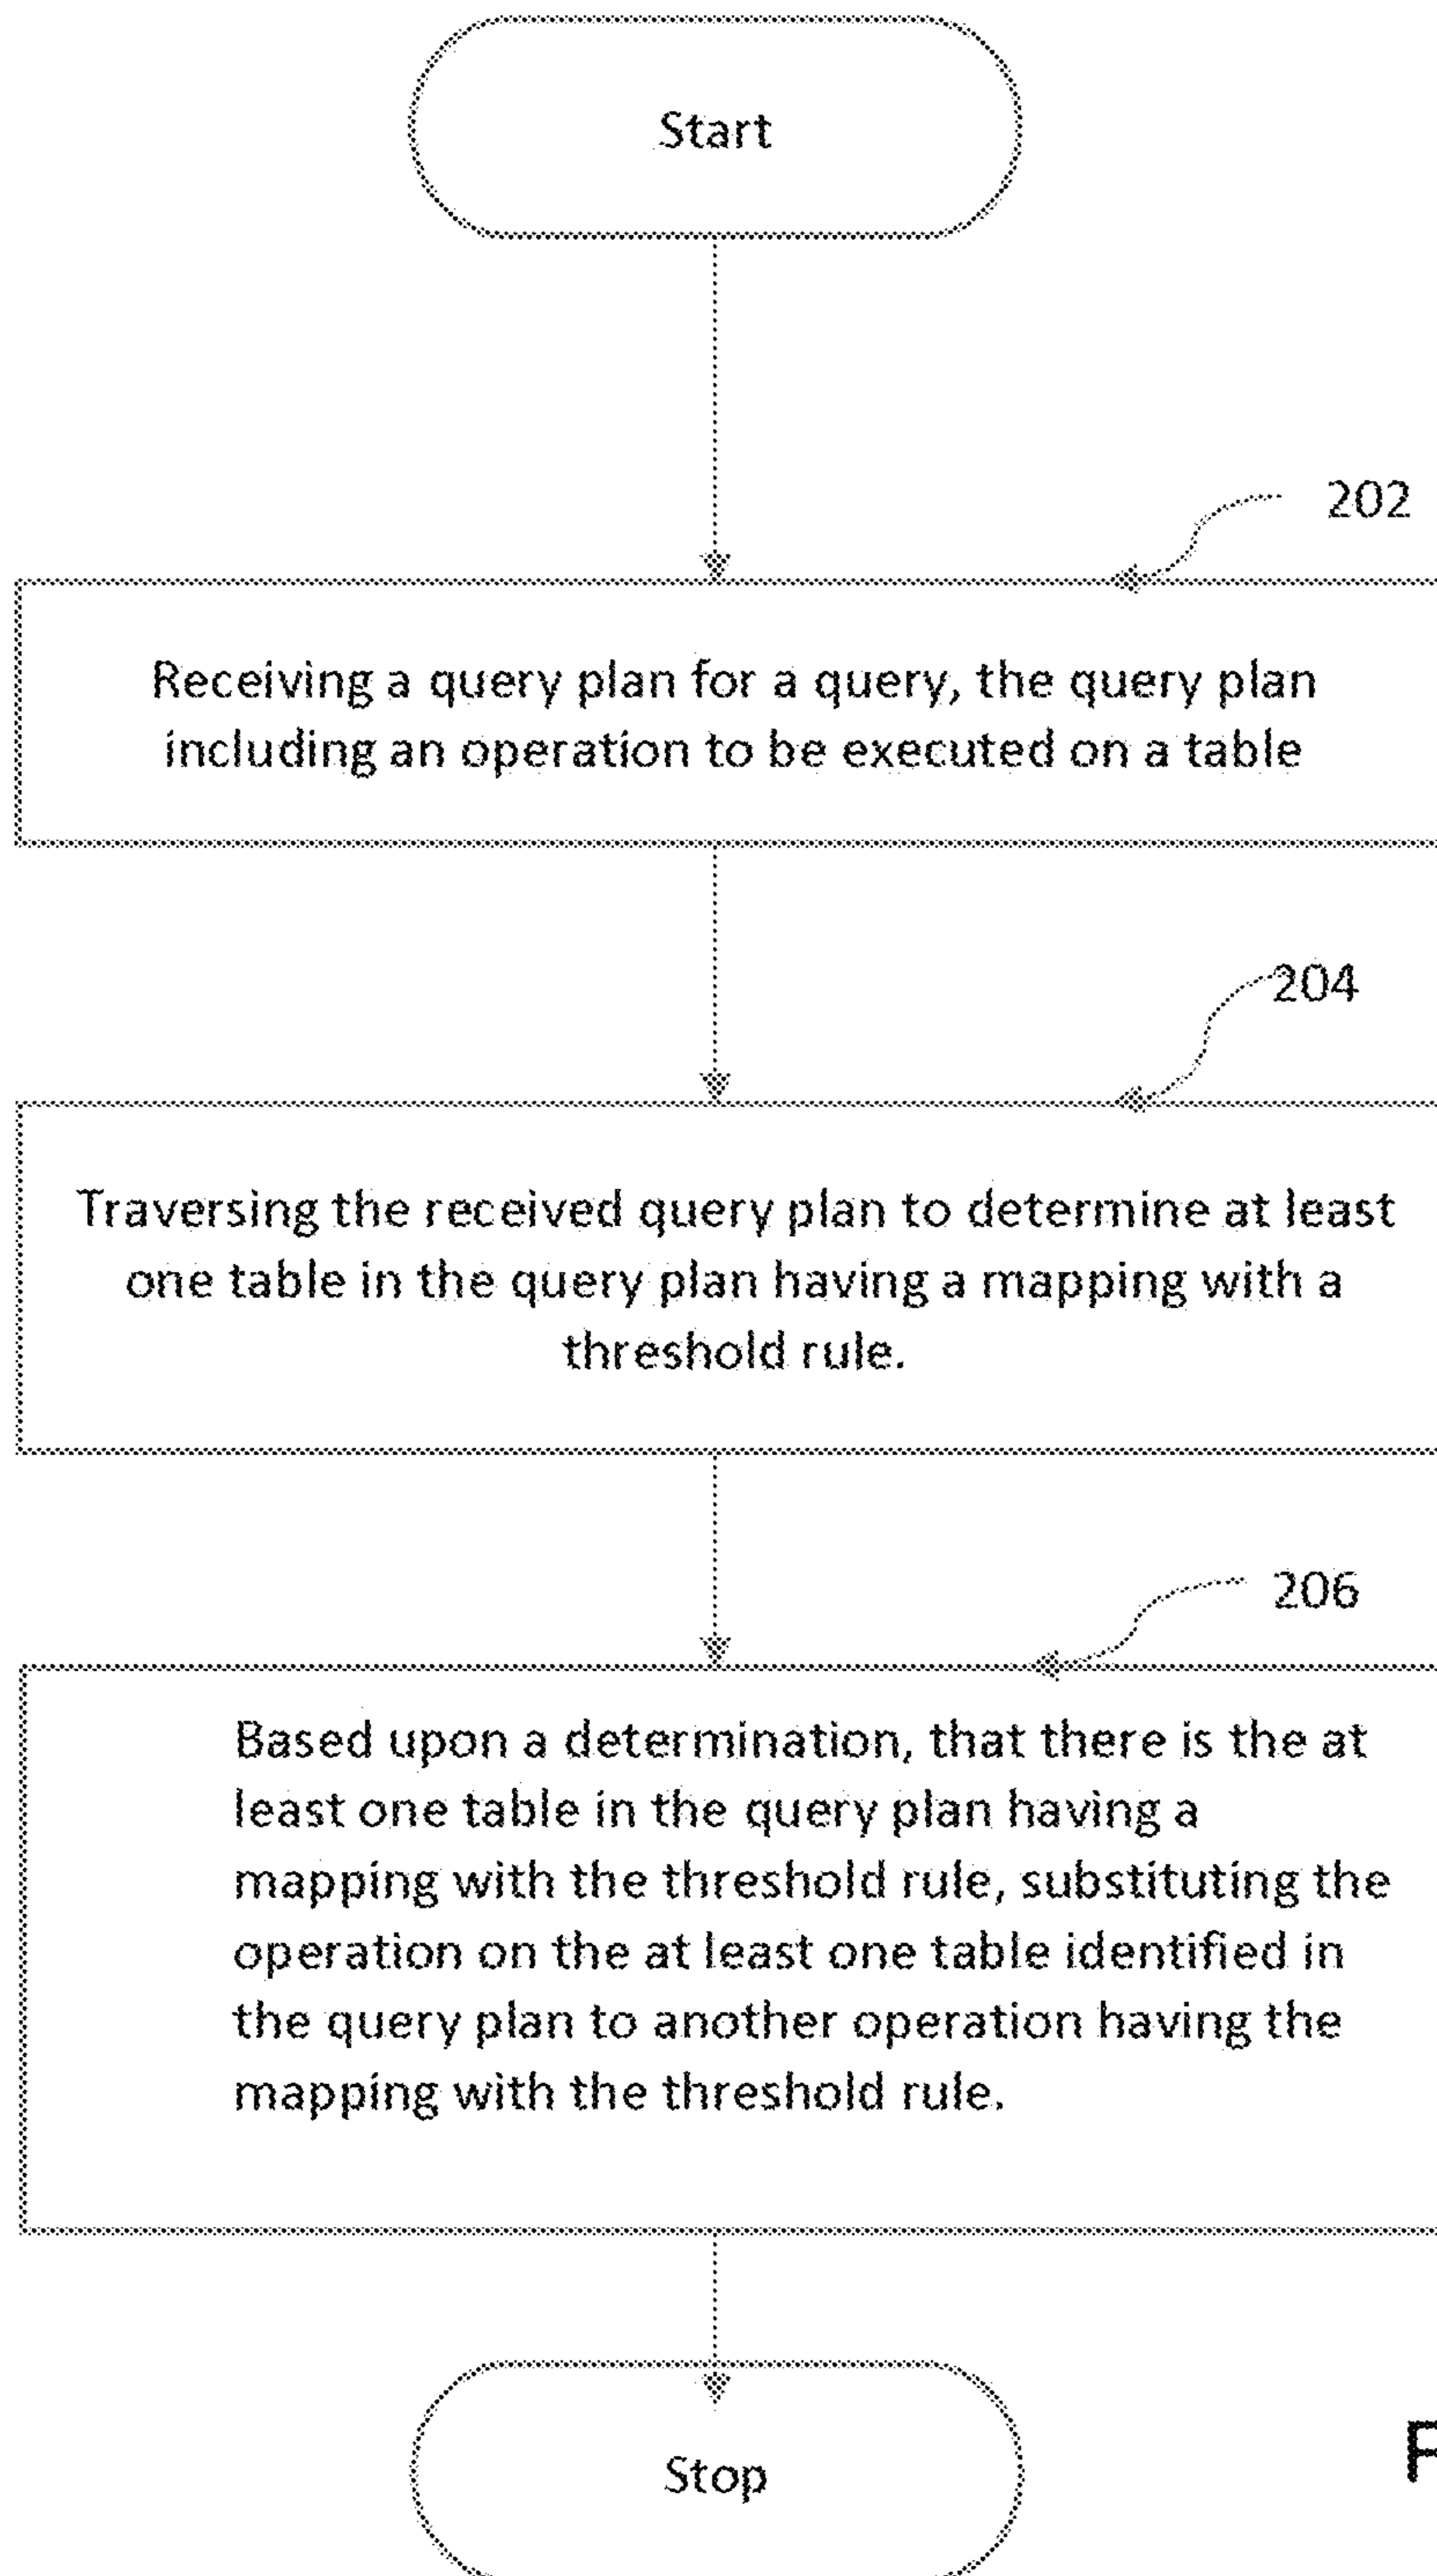 Start
202
Receiving a query plan for a query, the query plan
including an operation to be executed on a table
204
Traversing the received query plan to determine at least
one table in the query plan having a mapping with a
threshold rule.
206
Based upon a determination, that there is the at
least one table in the query plan having a
mapping with the threshold rule, substituting the
operation on the at least one table identified in
the query plan to another operation having the
mapping with the threshold rule.
Stop